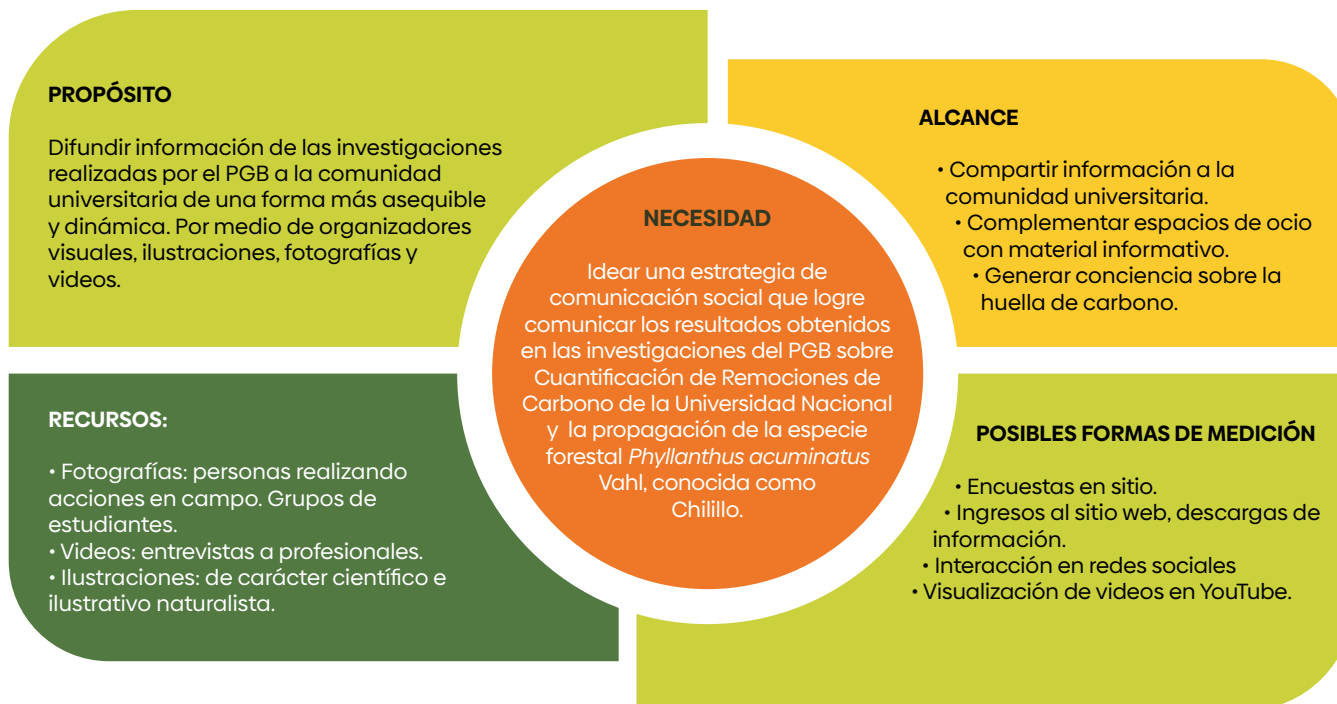 PROPÓSITO
Difundir información de las investigaciones
realizadas por el PGB a la comunidad
universitaria de una forma más asequible
y dinámica. Por medio de organizadores
visuales, ilustraciones, fotografías y
videos.
ALCANCE
• Compartir información a la
comunidad universitaria.
• Complementar espacios de ocio
con material informativo.
• Generar conciencia sobre la
huella de carbono.
NECESIDAD
Idear una estrategia de
comunicación social que logre
comunicar los resultados obtenidos
en las investigaciones del PGB sobre
Cuantificación de Remociones de
Carbono de la Universidad Nacional
y la propagación de la especie
forestal Phyllanthus acuminatus
Vahl, conocida como
Chilillo.
RECURSOS:
• Fotografías: personas realizando
acciones en campo. Grupos de
estudiantes.
• Videos: entrevistas a profesionales.
• Ilustraciones: de carácter científico e
ilustrativo naturalista.
POSIBLES FORMAS DE MEDICIÓN
• Encuestas en sitio.
• Ingresos al sitio web, descargas de
información.
• Interacción en redes sociales
• Visualización de videos en YouTube.